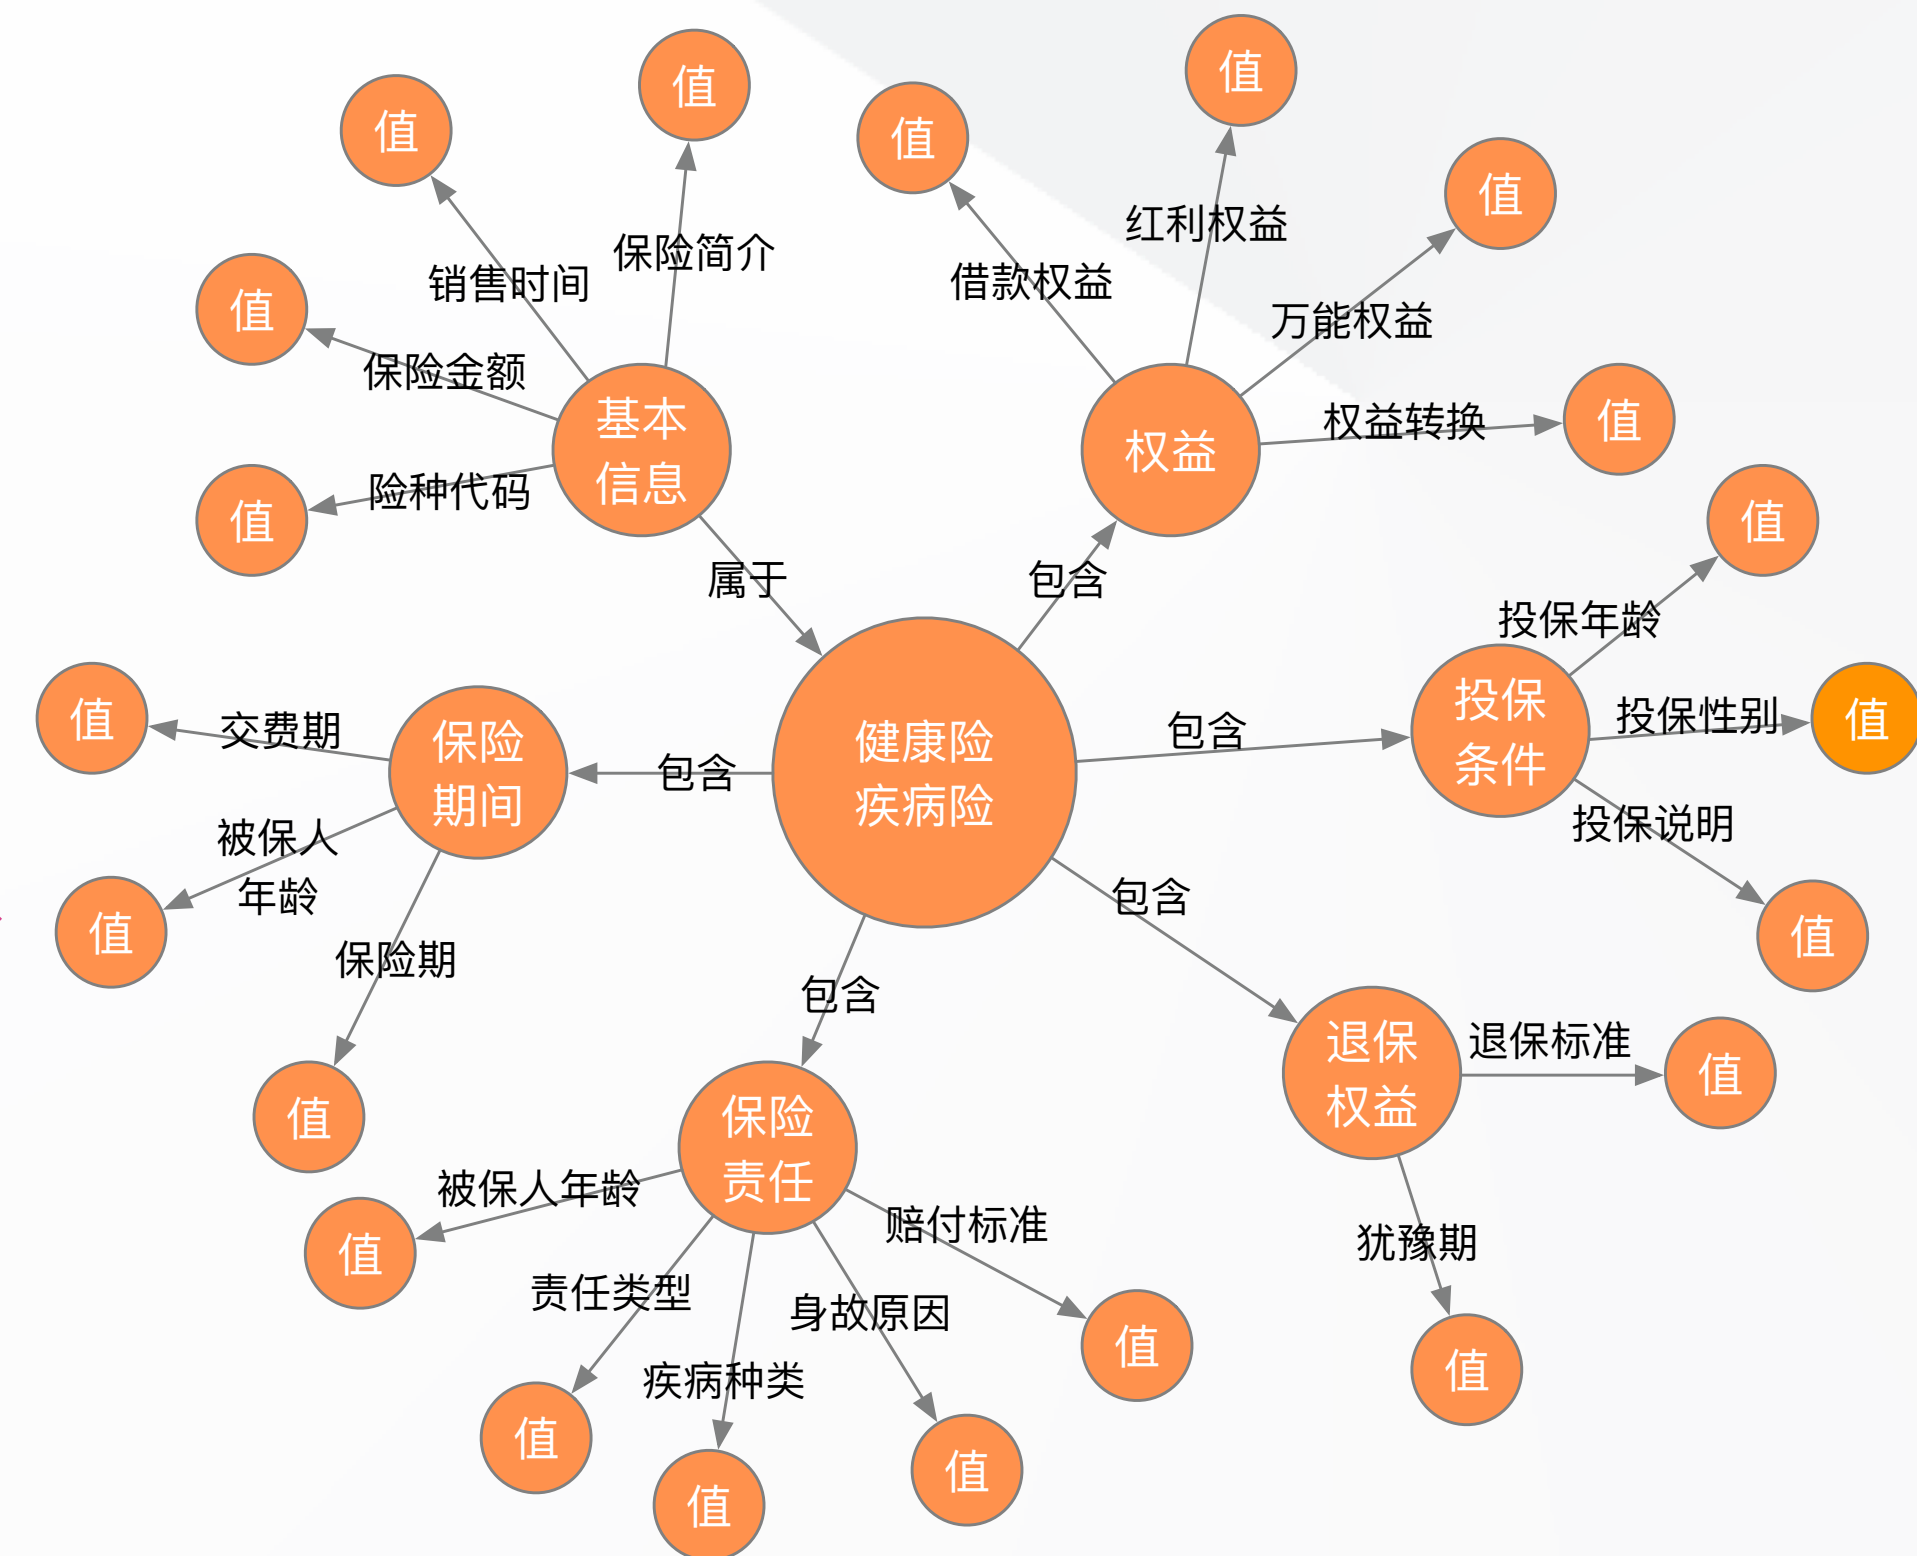 值
值
值
值
值
红利权益
值
保险简介
销售时间
借款权益
值
万能权益
保险金额
基本
信息
权益
权益转换
值
险种代码
值
值
属于
包含
投保年龄
值
交费期
保险
期间
包含
健康险
疾病险
包含
投保
条件
投保性别
值
被保人
年龄
投保说明
值
包含
值
保险期
包含
退保
权益
退保标准
值
值
保险
责任
被保人年龄
值
赔付标准
犹豫期
责任类型
身故原因
疾病种类
值
值
值
值
值